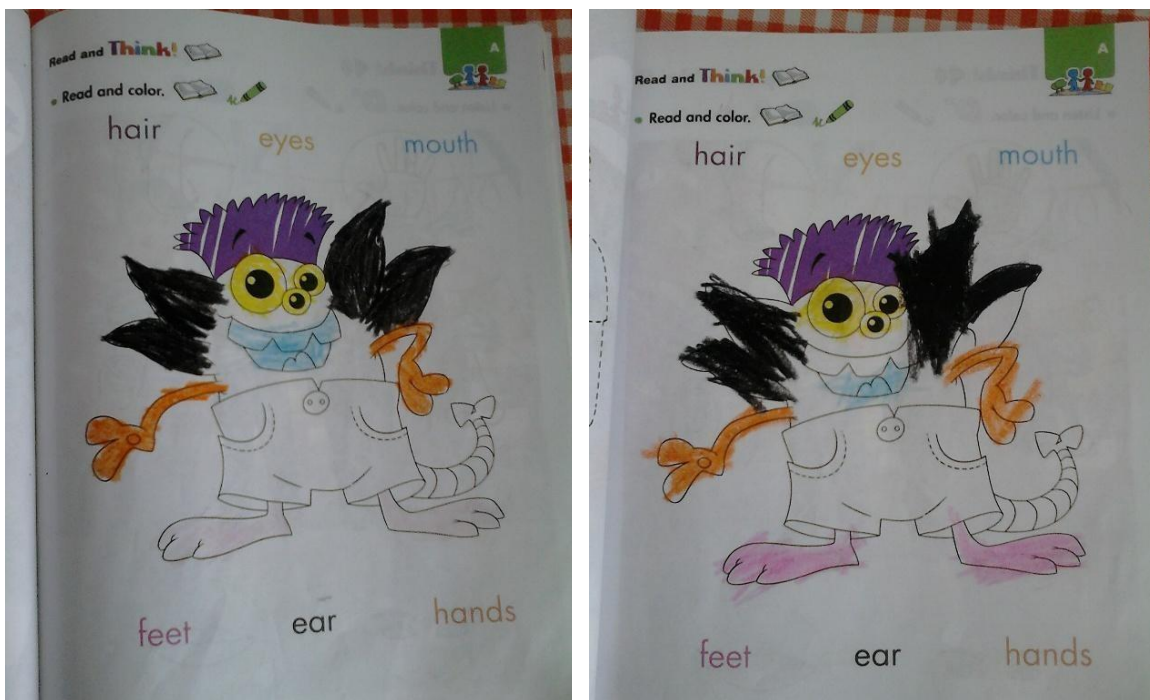 Read and Think!
A
Read and color.
hair eyes mouth
feet ear hands
Read and Think!
A
Read and color.
hair eyes mouth
feet ear hands